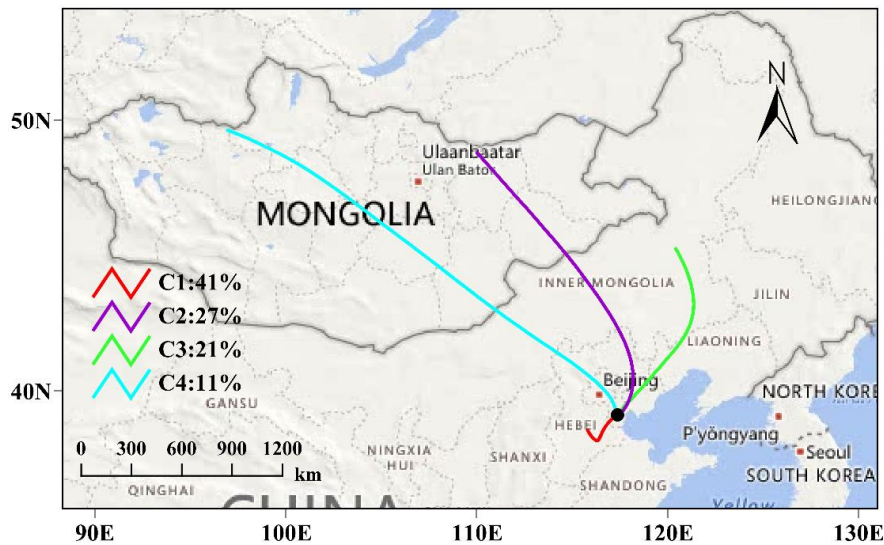 N
50N
Ulaanbaatar
Ulan Bator
HEILONGJIANG
MONGOLIA
C1:41%
INNER MONGOLIA
JILIN
C2:27%
C3:21%
LIAONING
C4:11%
Beijing
40N
NORTH KORE
GANSU
HEBEI
P'yŏngyang
0 300 600 900 1200
km
NINGXIA
HUI
SHANXI
Seoul
SOUTH KOREA
QINGHAI
SHANDONG
CHINA
Yellow
90E 100E 110E 120E 130E